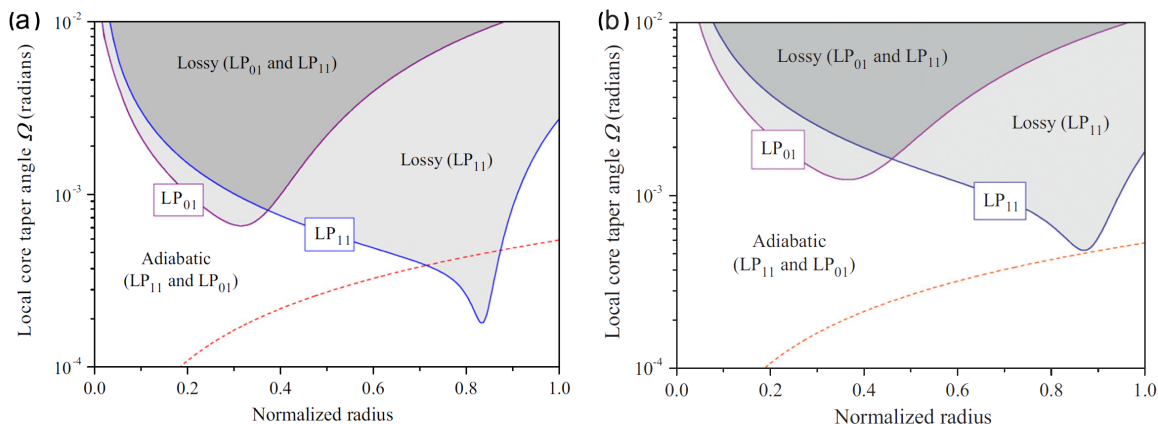 (a)
Local core taper angle Ω (radians)
10⁻²
10⁻³
10⁻⁴
Lossy (LP₀₁ and LP₁₁)
Lossy (LP₁₁)
LP₀₁
LP₁₁
Adiabatic
(LP₁₁ and LP₀₁)
0.0 0.2 0.4 0.6 0.8 1.0
Normalized radius
(b)
Local core taper angle Ω (radians)
10⁻²
10⁻³
10⁻⁴
Lossy (LP₀₁ and LP₁₁)
Lossy (LP₁₁)
LP₀₁
LP₁₁
Adiabatic
(LP₁₁ and LP₀₁)
0.0 0.2 0.4 0.6 0.8 1.0
Normalized radius